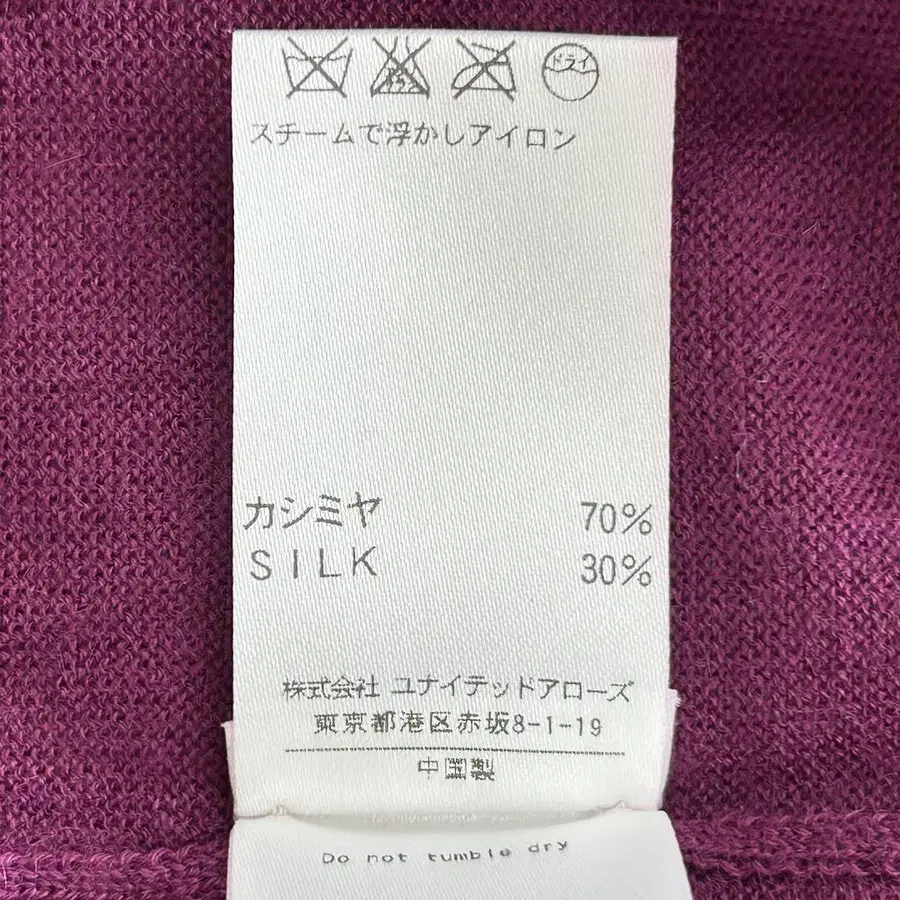 ドライ
スチームで浮かしアイロン
カシミヤ 70%
SILK 30%
株式会社 ユナイテッドアローズ
東京都港区赤坂8-1-19
中国製
Do not tumble dry